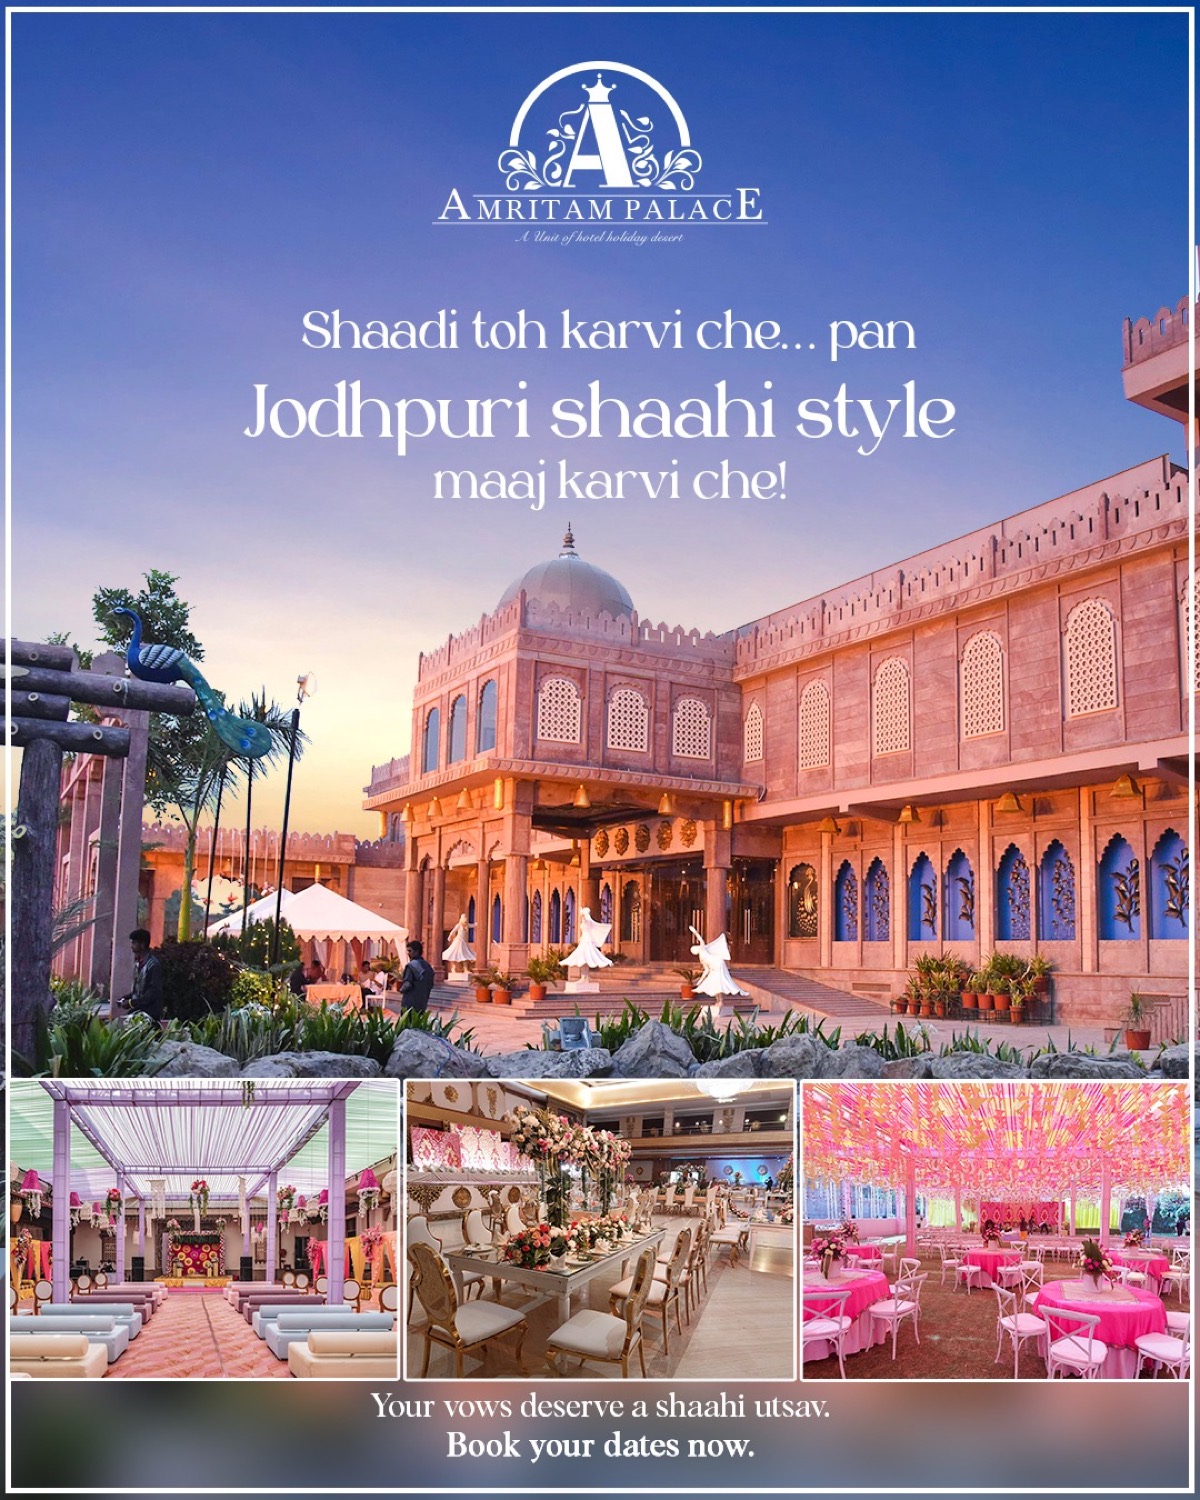 A
AMRITAM PALACE
A Unit of hotel holiday desert
Shaadi toh karvi che... pan
Jodhpuri shaahi style
maaj karvi che!
Your vows deserve a shaahi utsav.
Book your dates now.